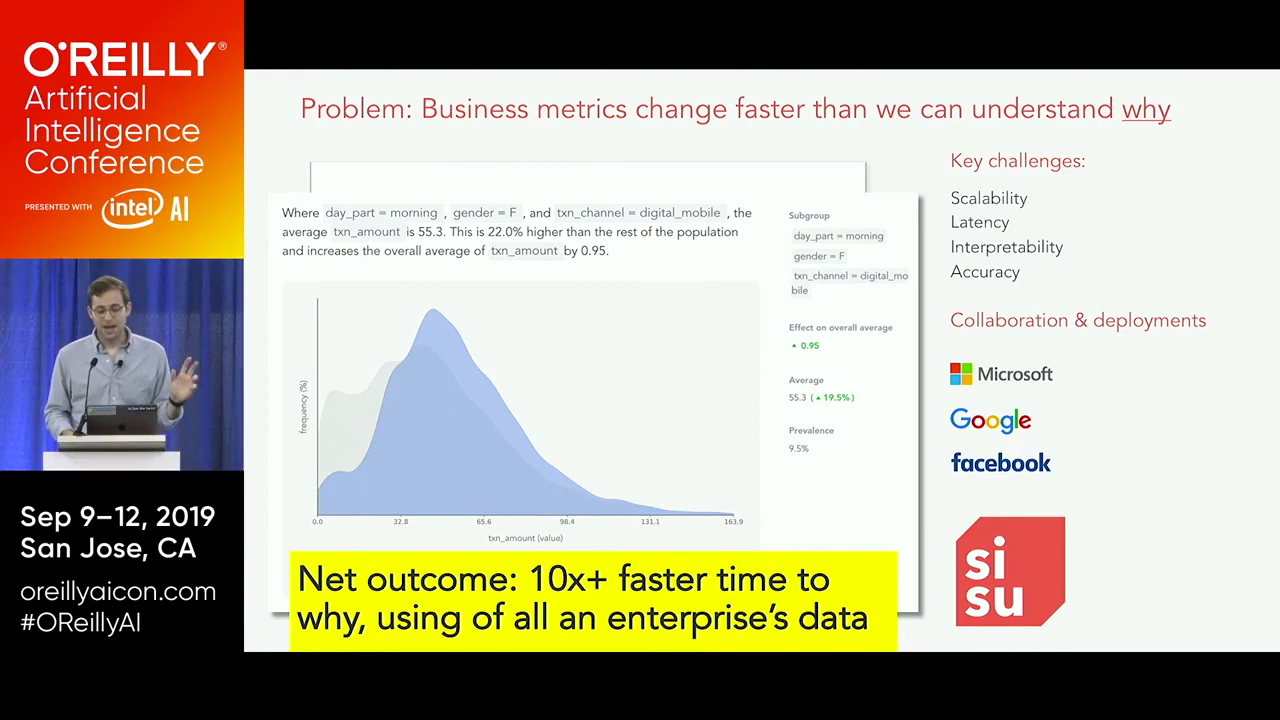 O'REILLY®
Artificial
Intelligence
Conference
PRESENTED WITH intel AI
Sep 9–12, 2019
San Jose, CA
oreillyaicon.com
#OReillyAI
Problem: Business metrics change faster than we can understand why
Where day_part = morning , gender = F , and txn_channel = digital_mobile , the
average txn_amount is 55.3. This is 22.0% higher than the rest of the population
and increases the overall average of txn_amount by 0.95.
frequency (%)
0.0 32.8 65.6 98.4 131.1 163.9
txn_amount (value)
Subgroup
day_part = morning
gender = F
txn_channel = digital_mo
bile
Effect on overall average
▲ 0.95
Average
55.3 (▲ 19.5%)
Prevalence
9.5%
Net outcome: 10x+ faster time to
why, using of all an enterprise's data
Key challenges:
Scalability
Latency
Interpretability
Accuracy
Collaboration & deployments
Microsoft
Google
facebook
si
su